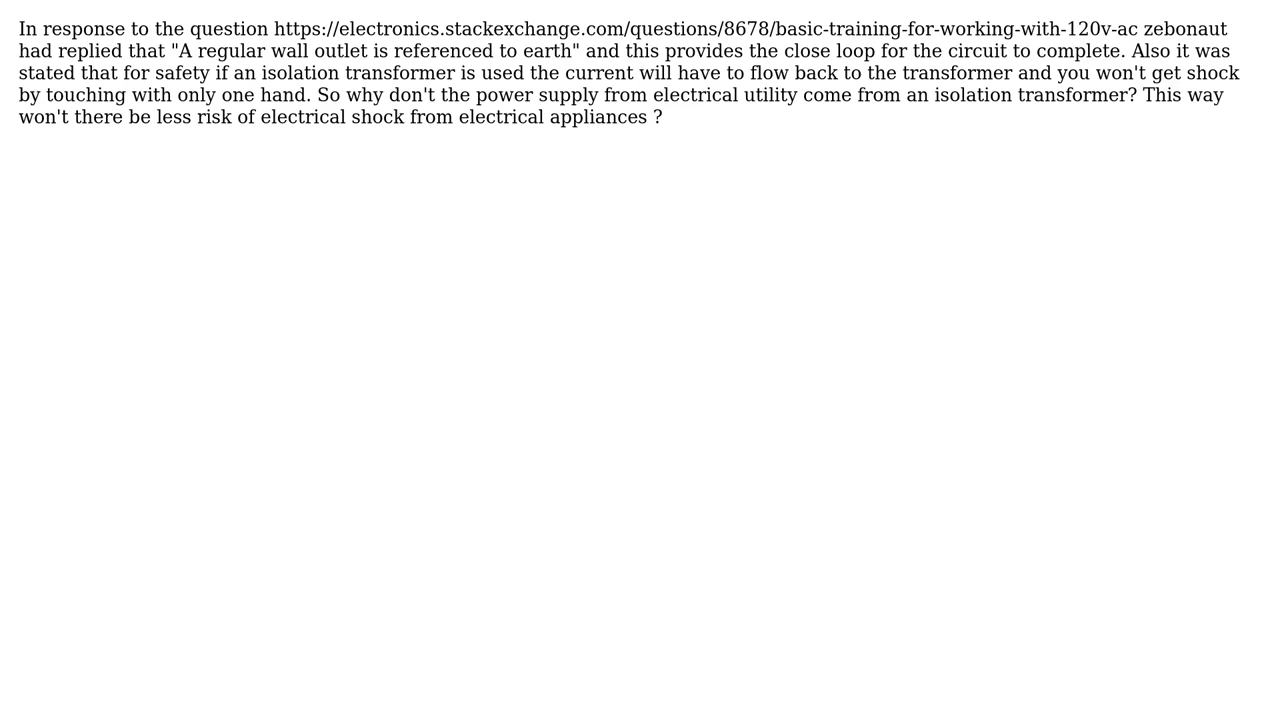 In response to the question https://electronics.stackexchange.com/questions/8678/basic-training-for-working-with-120v-ac zebonaut
had replied that "A regular wall outlet is referenced to earth" and this provides the close loop for the circuit to complete. Also it was
stated that for safety if an isolation transformer is used the current will have to flow back to the transformer and you won't get shock
by touching with only one hand. So why don't the power supply from electrical utility come from an isolation transformer? This way
won't there be less risk of electrical shock from electrical appliances ?